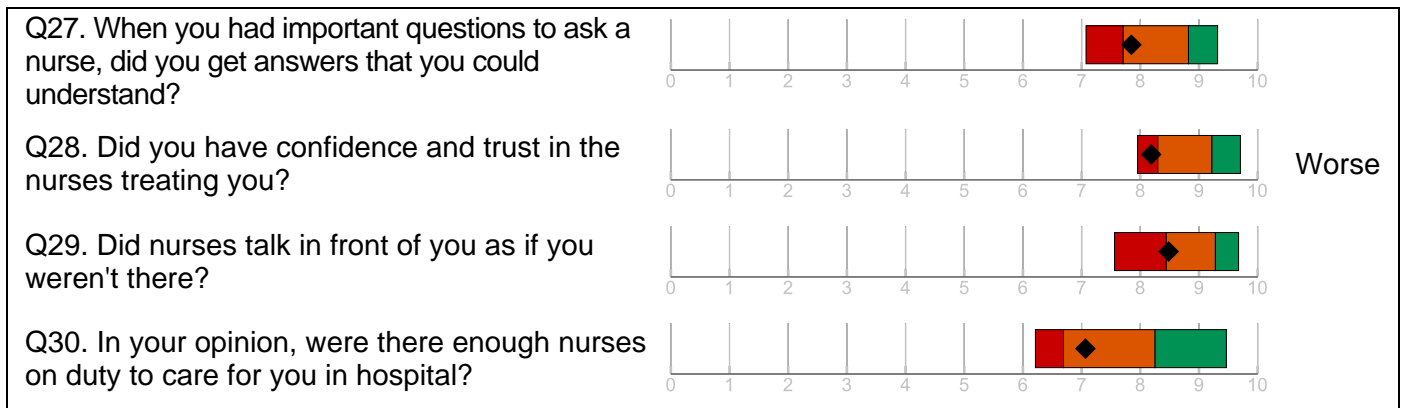 Q27. When you had important questions to ask a
nurse, did you get answers that you could
understand?
0 1 2 3 4 5 6 7 8 9 10
Q28. Did you have confidence and trust in the
nurses treating you?
Worse
0 1 2 3 4 5 6 7 8 9 10
Q29. Did nurses talk in front of you as if you
weren't there?
0 1 2 3 4 5 6 7 8 9 10
Q30. In your opinion, were there enough nurses
on duty to care for you in hospital?
0 1 2 3 4 5 6 7 8 9 10